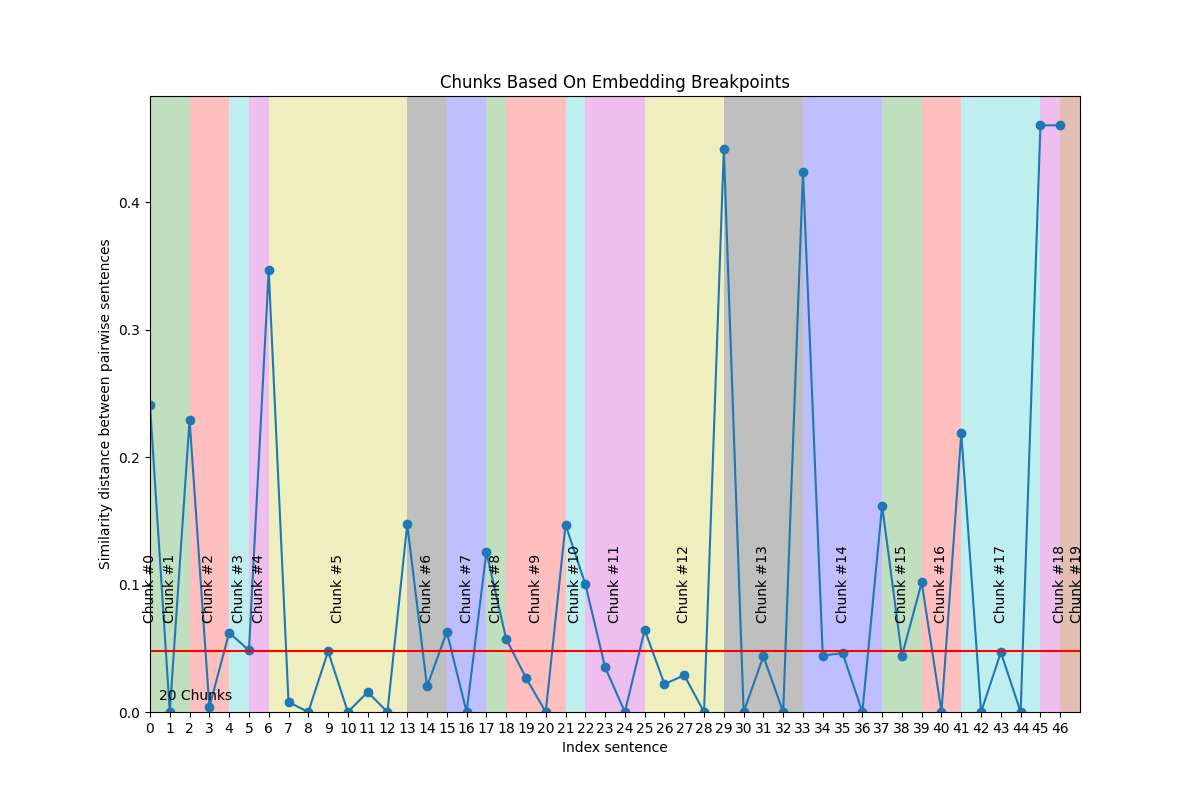 Chunks Based On Embedding Breakpoints
Similarity distance between pairwise sentences
0.4
0.3
0.2
0.1
0.0
Chunk #0
Chunk #1
Chunk #2
Chunk #3
Chunk #4
Chunk #5
Chunk #6
Chunk #7
Chunk #8
Chunk #9
Chunk #10
Chunk #11
Chunk #12
Chunk #13
Chunk #14
Chunk #15
Chunk #16
Chunk #17
Chunk #18
Chunk #19
20 Chunks
0 1 2 3 4 5 6 7 8 9 10 11 12 13 14 15 16 17 18 19 20 21 22 23 24 25 26 27 28 29 30 31 32 33 34 35 36 37 38 39 40 41 42 43 44 45 46
Index sentence